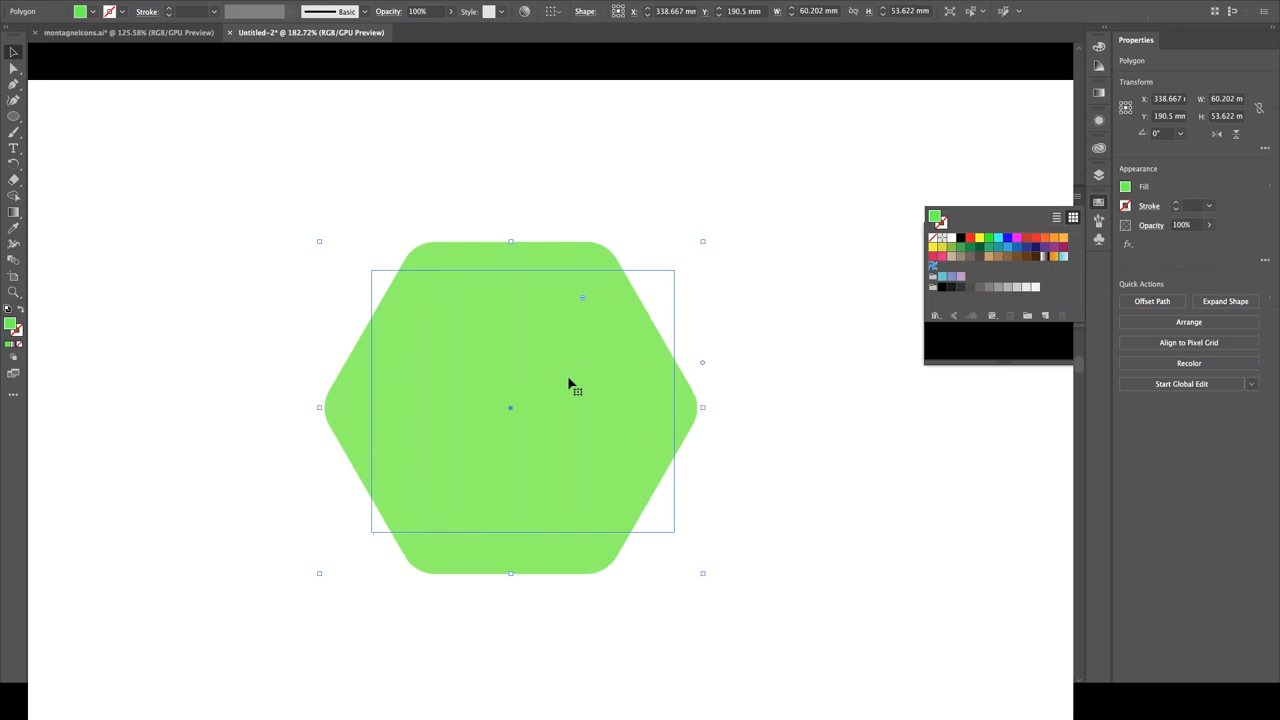 Polygon
Stroke:
Basic
Opacity: 100%
Style:
Shape:
X: 338.667 mm
Y: 190.5 mm
W: 60.202 mm
H: 53.622 mm
× montagneIcons.ai* @ 125.58% (RGB/GPU Preview)
× Untitled-2* @ 182.72% (RGB/GPU Preview)
Properties
Polygon
Transform
X: 338.667 W: 60.202 m
Y: 190.5 mm H: 53.622 m
0°
Appearance
Fill
Stroke
Opacity 100%
fx.
Quick Actions
Offset Path
Expand Shape
Arrange
Align to Pixel Grid
Recolor
Start Global Edit